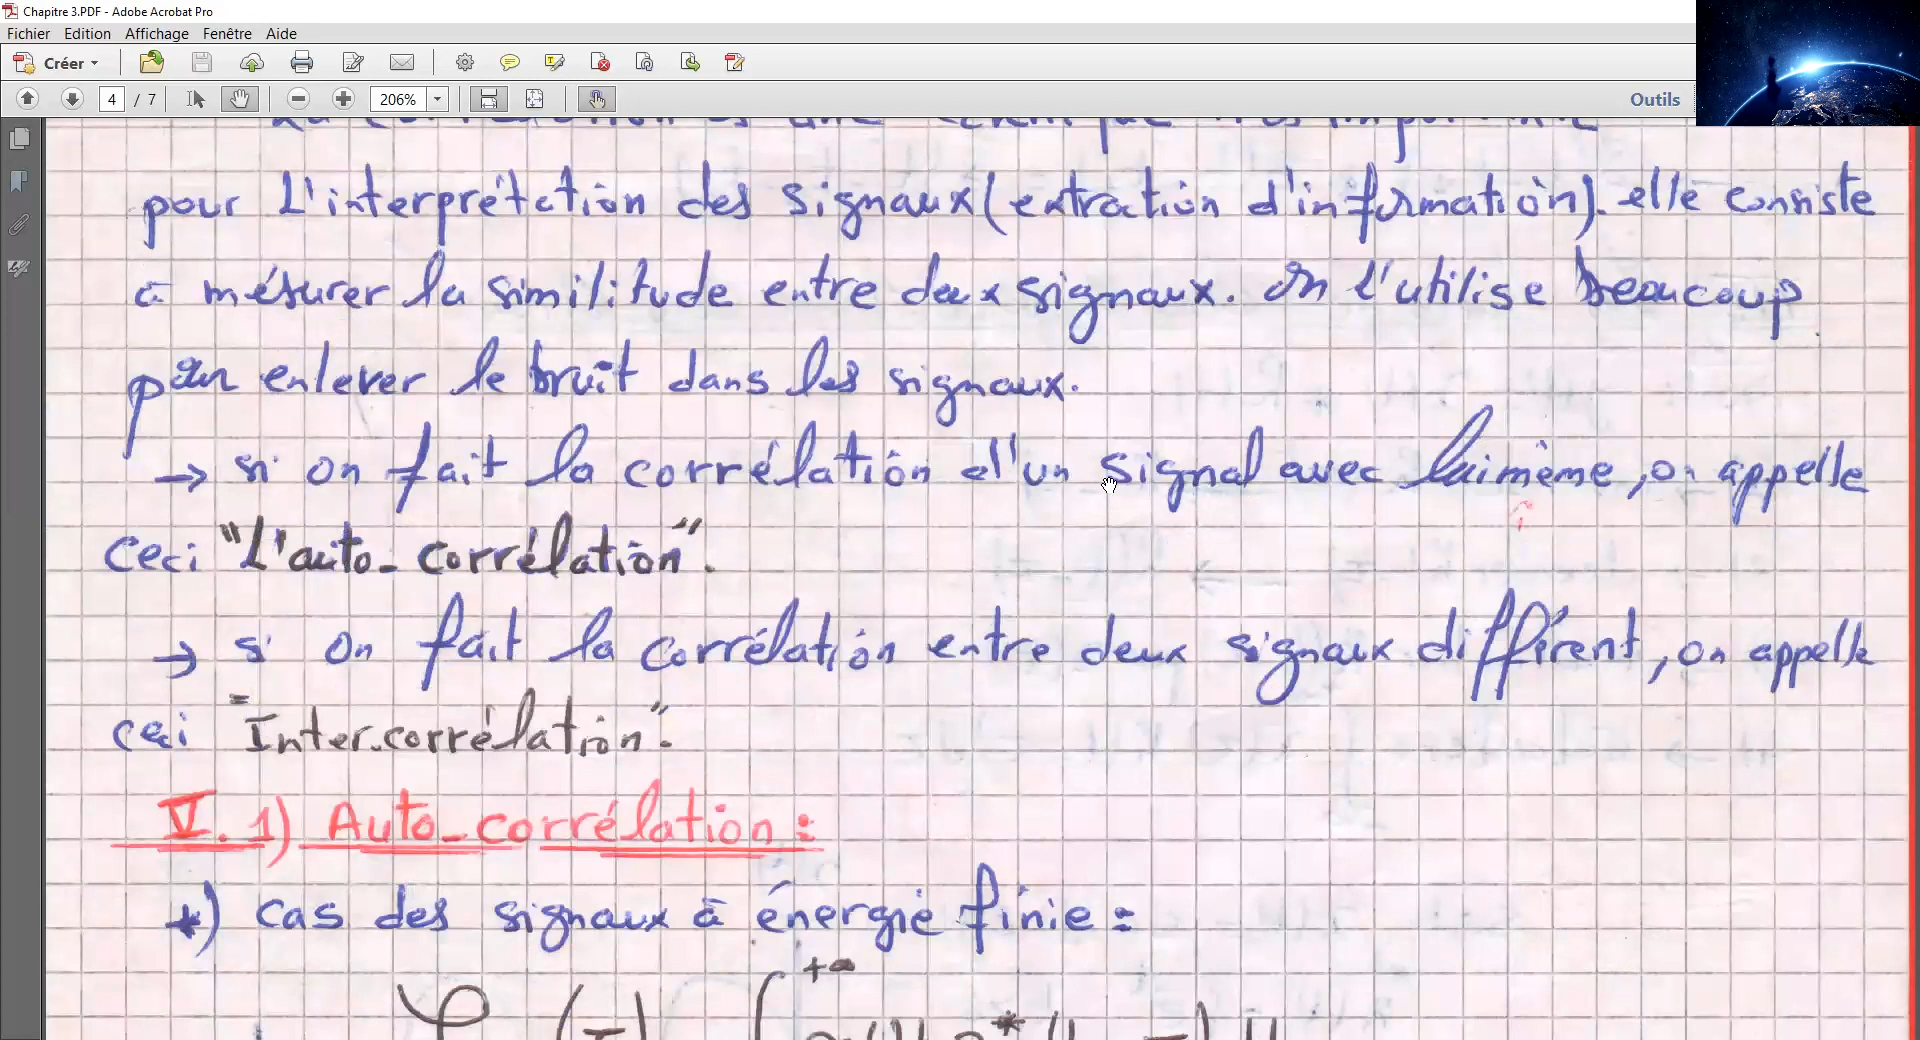 Chapitre 3.PDF - Adobe Acrobat Pro
Fichier Edition Affichage Fenêtre Aide
Créer
4 / 7 206% Outils
pour L'interprétation des signaux (extraction d'information). elle consiste
à mésurer la similitude entre deux signaux. On l'utilise beaucoup
pour enlever le bruit dans les signaux.
→ si on fait la corrélation d'un signal avec lui même, on appelle
ceci "L'auto-corrélation".
→ si on fait la corrélation entre deux signaux différent, on appelle
ceci "Inter-corrélation".
V.1) Auto-corrélation :
*) cas des signaux à énergie finie :
+∞